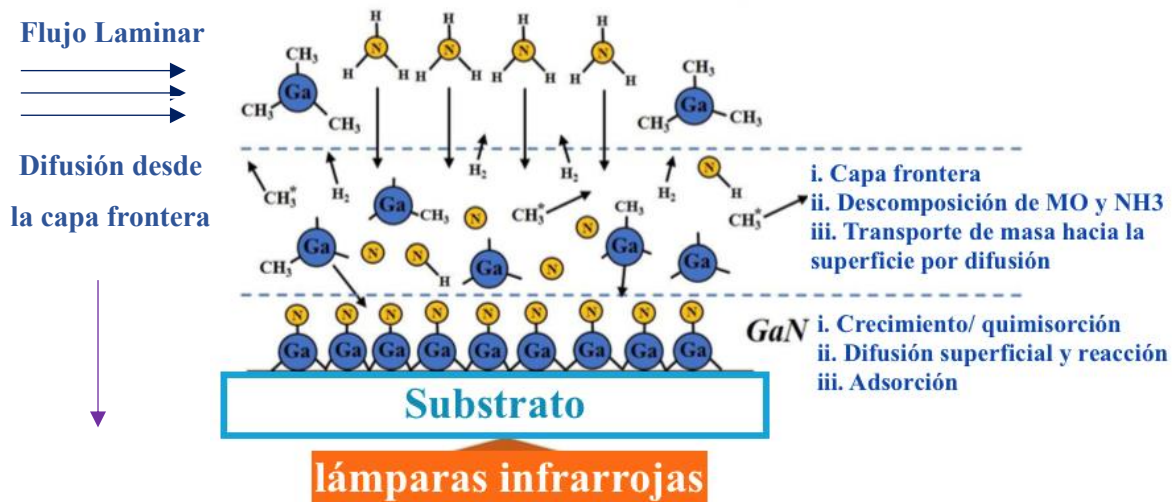 Flujo Laminar
Difusión desde
la capa frontera
H
N
H H
H
N
H H
H
N
H H
H
N
H H
CH3
Ga
CH3
CH3
CH3
Ga
CH3
CH3
CH3*
H2
H2
H2
H2
N
H
CH3*
Ga
CH3
N
CH3*
CH3
N
Ga
Ga
CH3
N
N
H
Ga
N
Ga
i. Capa frontera
ii. Descomposición de MO y NH3
iii. Transporte de masa hacia la
superficie por difusión
N N N N N N N N N
Ga Ga Ga Ga Ga Ga Ga Ga Ga
GaN
i. Crecimiento/ quimisorción
ii. Difusión superficial y reacción
iii. Adsorción
Substrato
lámparas infrarrojas